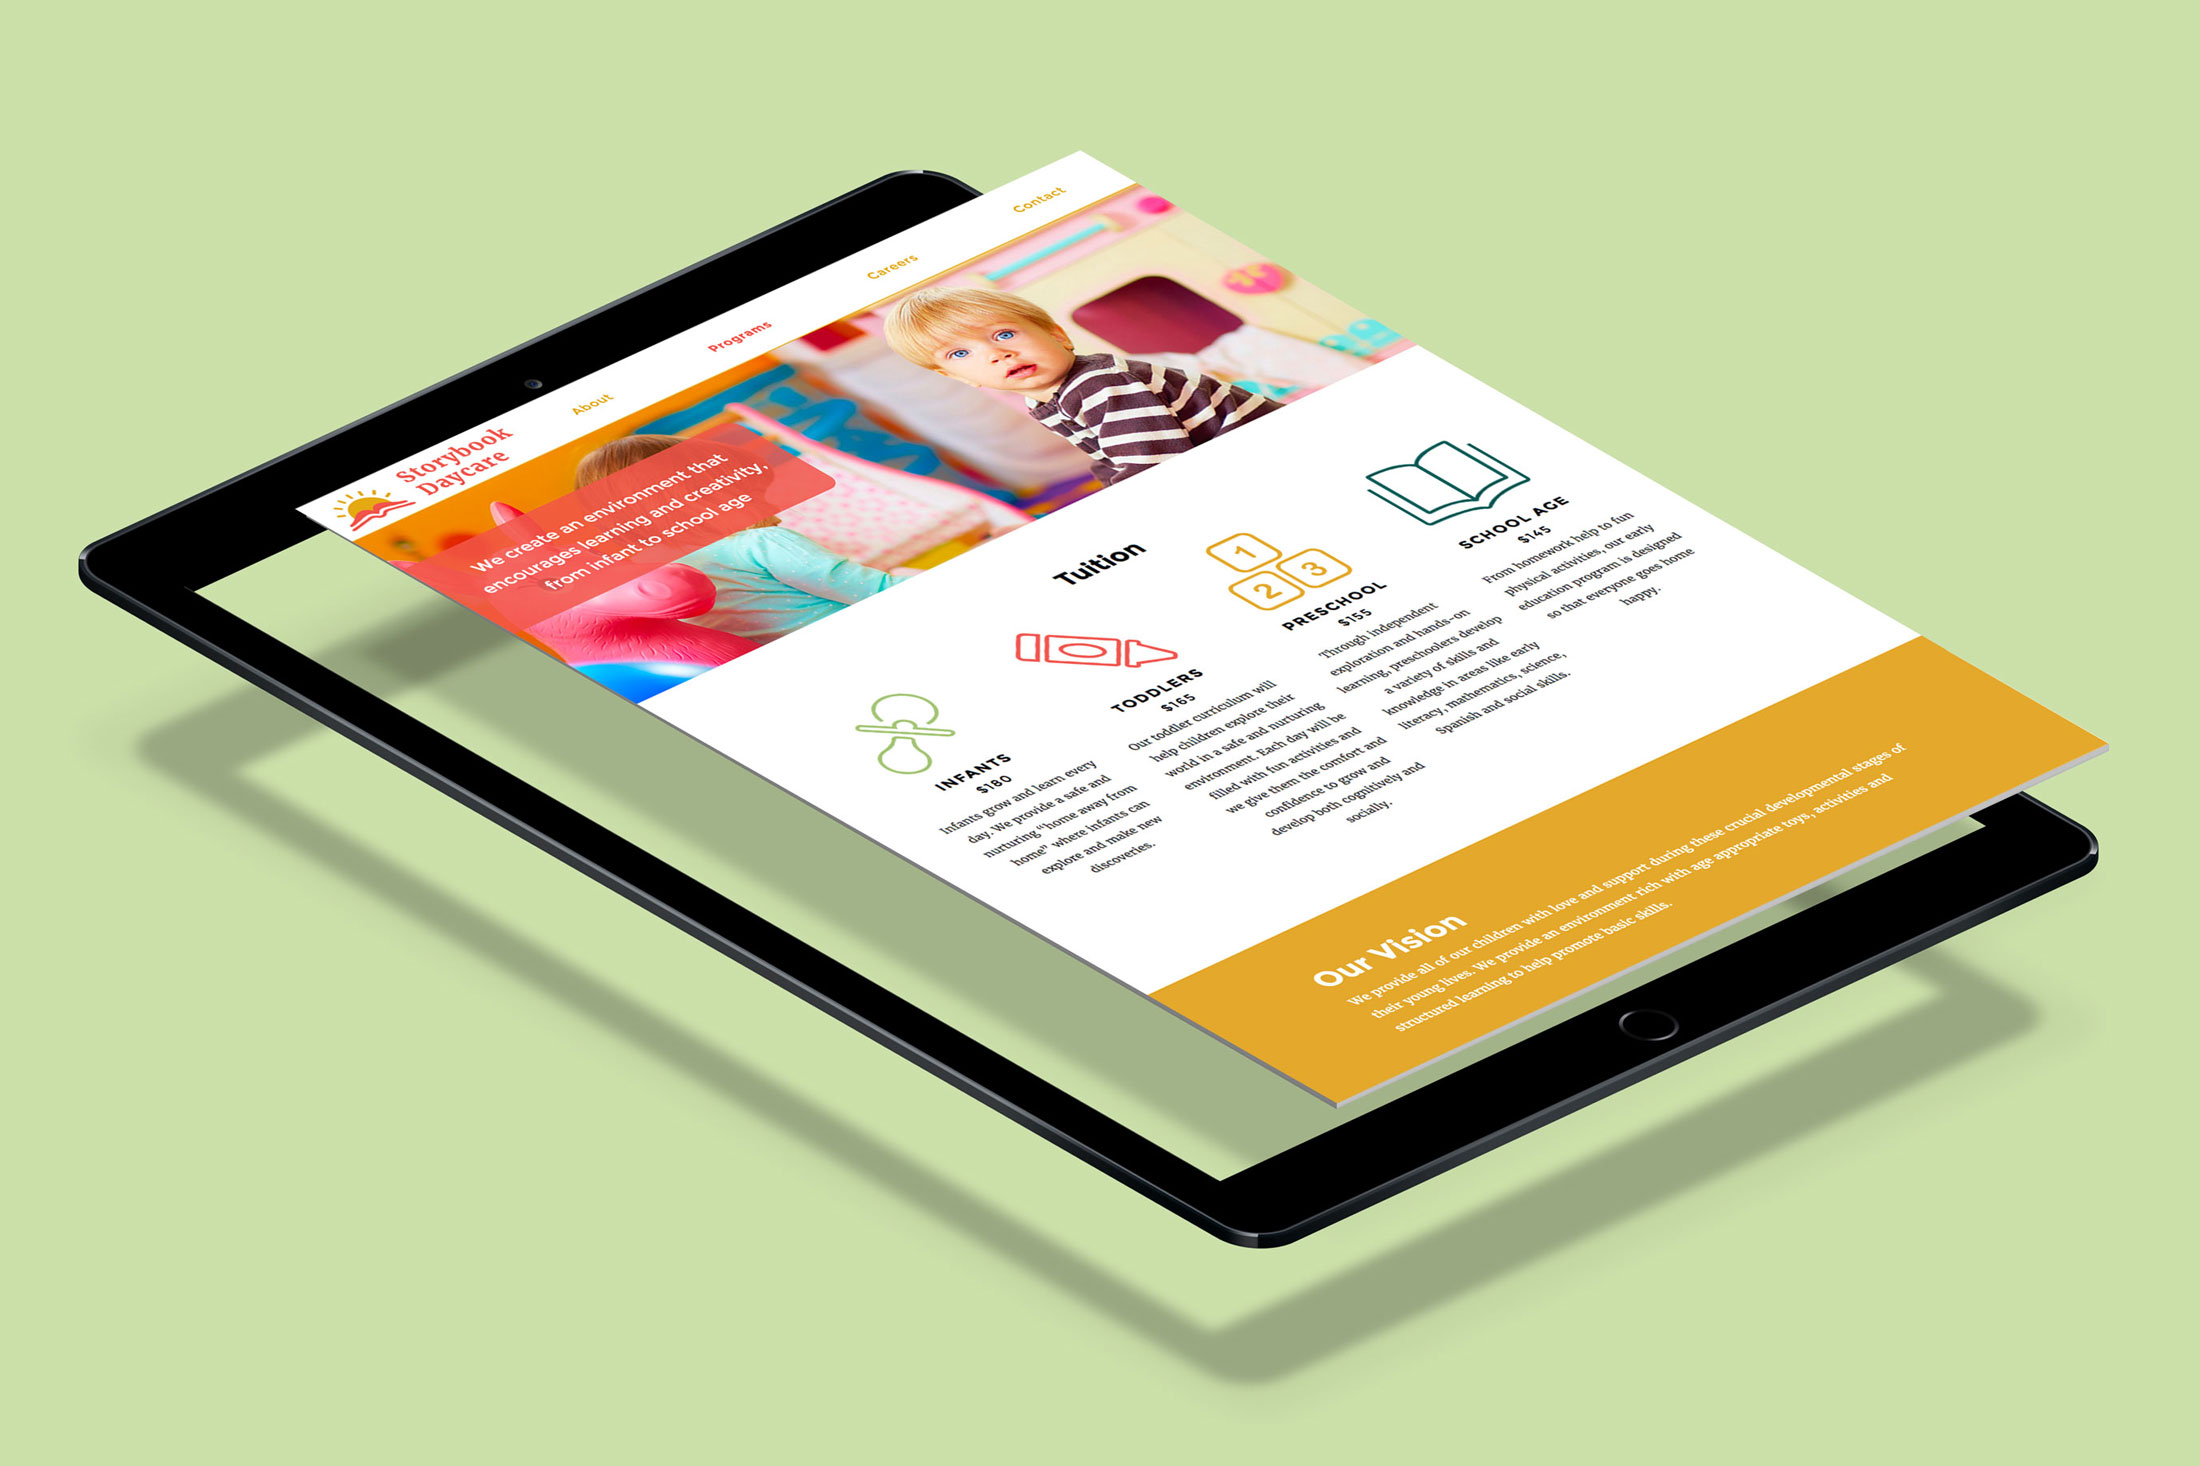 Storybook
Daycare
About
Programs
Careers
Contact
We create an environment that
encourages learning and creativity,
from infant to school age
Tuition
INFANTS
$180
Infants grow and learn every
day. We provide a safe and
nurturing “home away from
home” where infants can
explore and make new
discoveries.
TODDLERS
$165
Our toddler curriculum will
help children explore their
world in a safe and nurturing
environment. Each day will be
filled with fun activities and
we give them the comfort and
confidence to grow and
develop both cognitively and
socially.
1
2
3
PRESCHOOL
$155
Through independent
exploration and hands-on
learning, preschoolers develop
a variety of skills and
knowledge in areas like early
literacy, mathematics, science,
Spanish and social skills.
SCHOOL AGE
$145
From homework help to fun
physical activities, our early
education program is designed
so that everyone goes home
happy.
Our Vision
We provide all of our children with love and support during these crucial developmental stages of
their young lives. We provide an environment rich with age appropriate toys, activities and
structured learning to help promote basic skills.